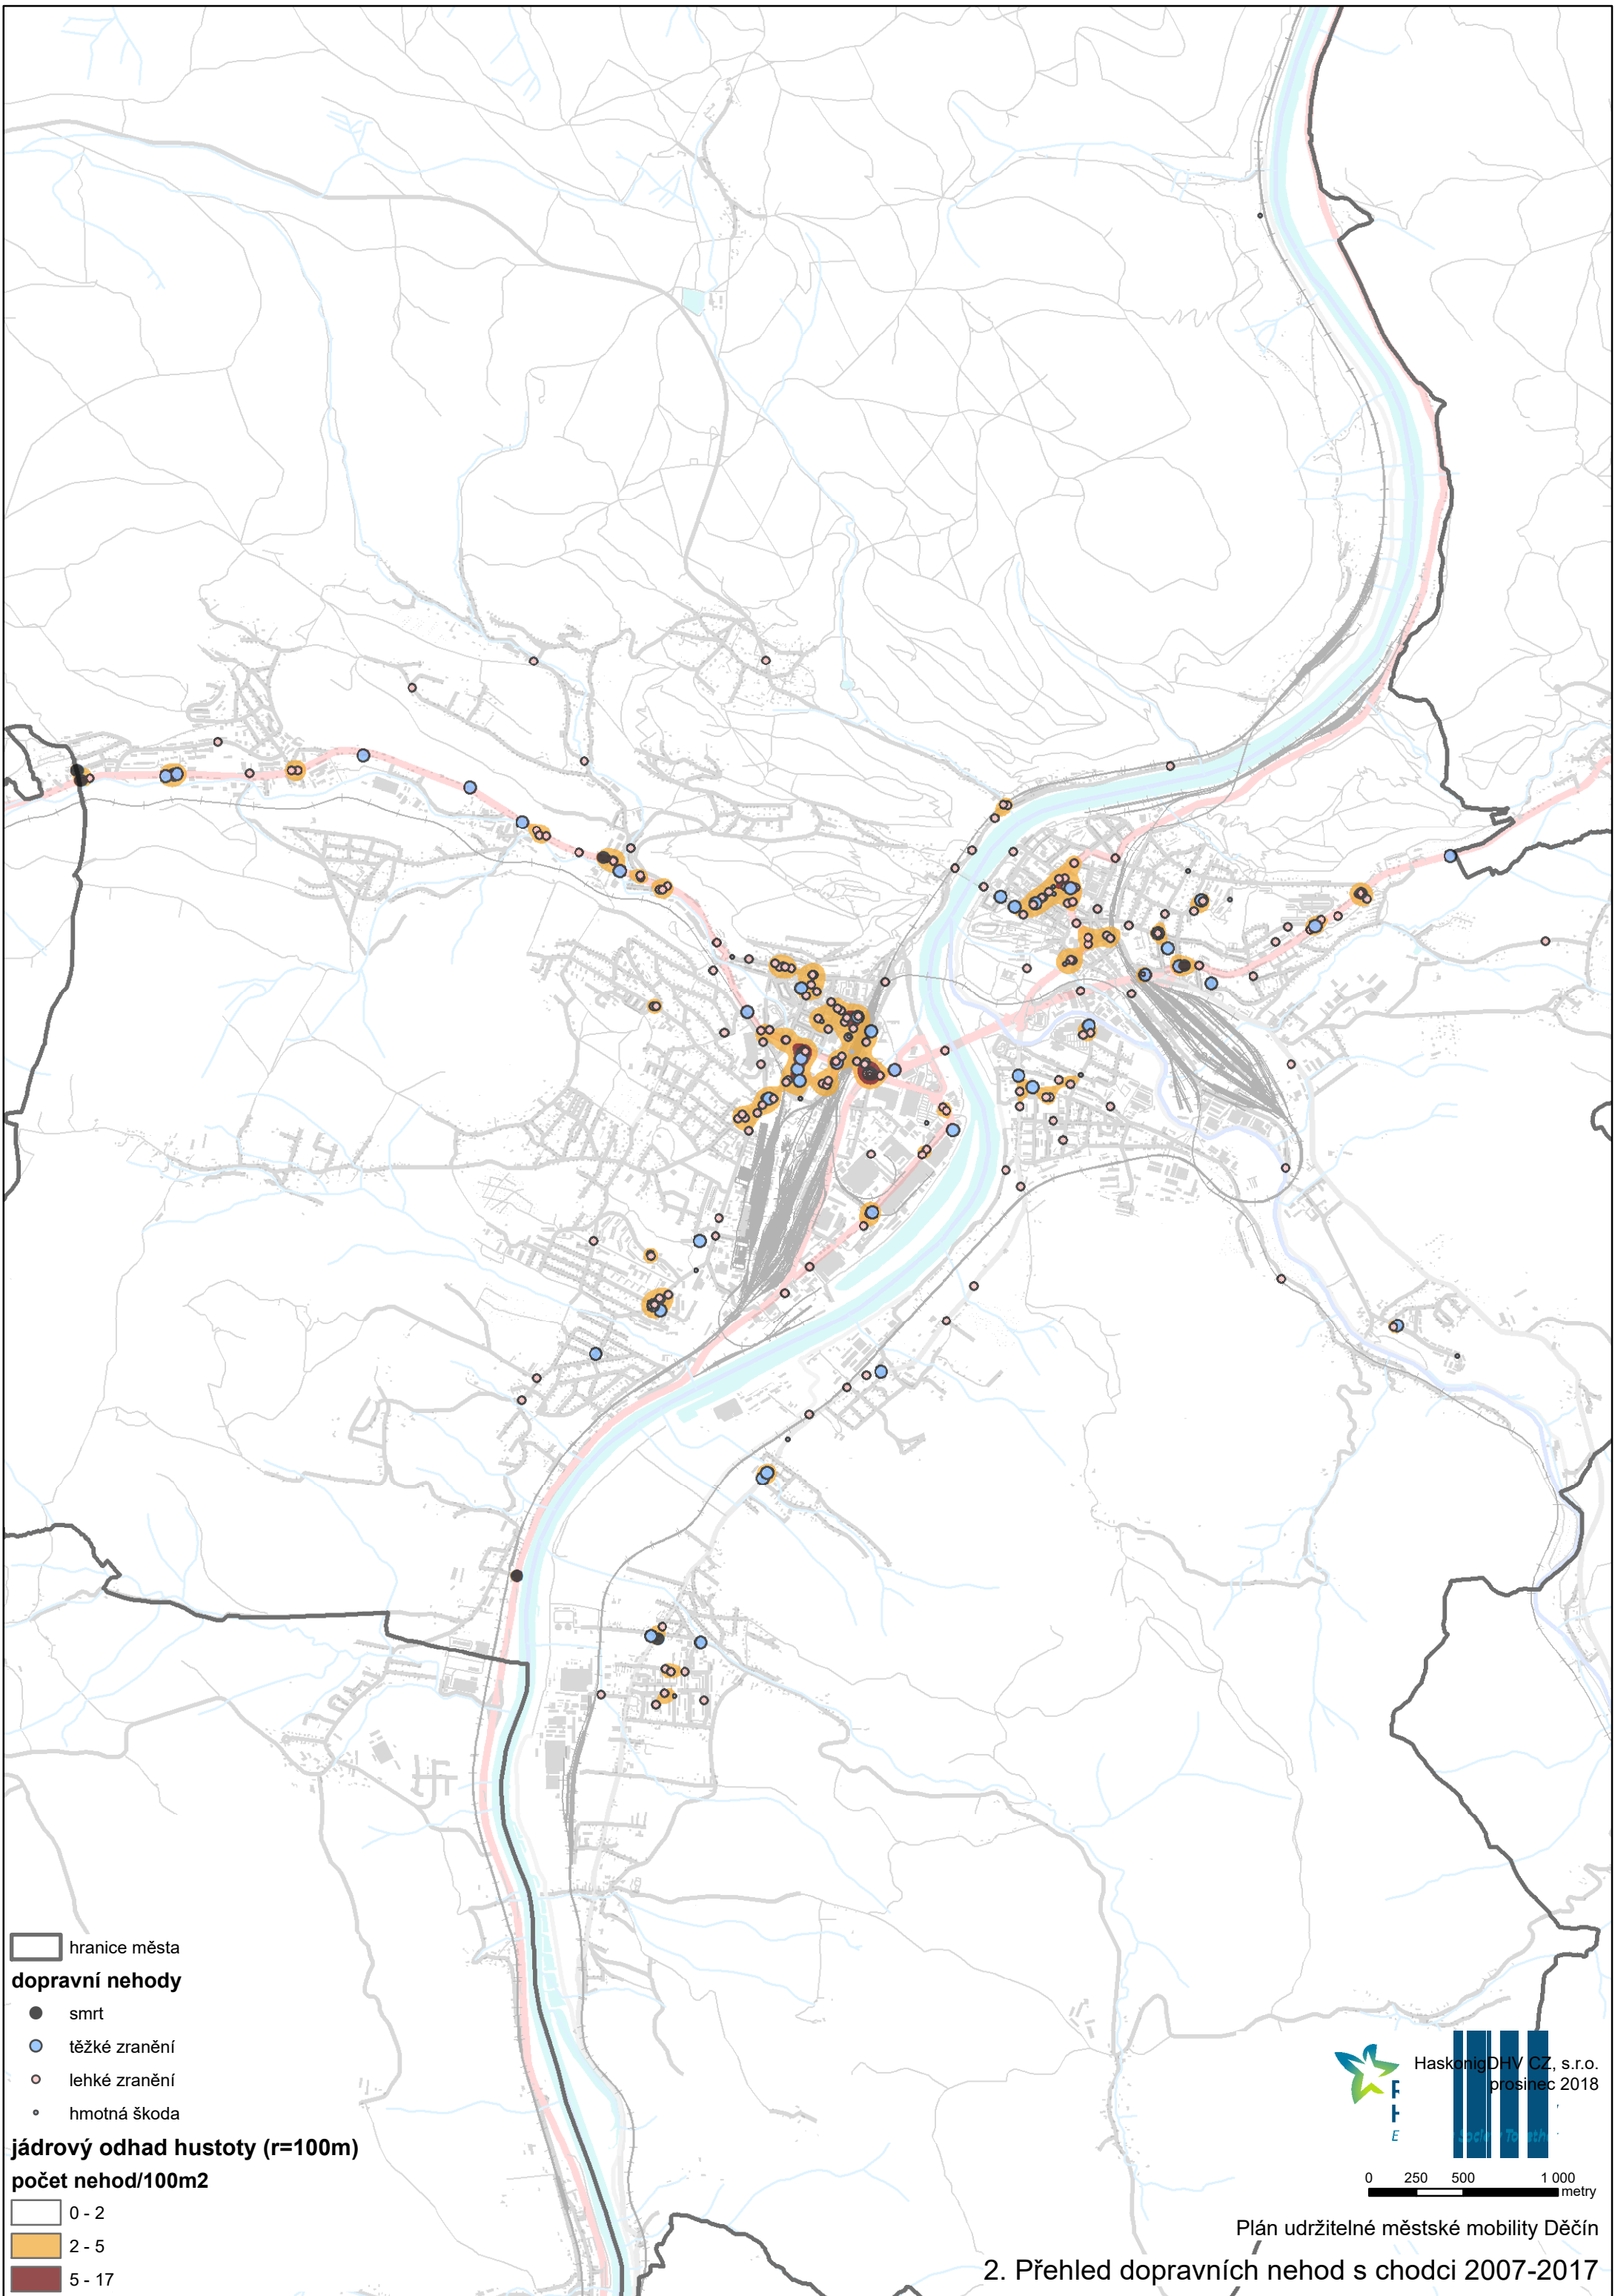 hranice města
dopravní nehody
smrt
těžké zranění
lehké zranění
hmotná škoda
jádrový odhad hustoty (r=100m)
počet nehod/100m2
0 - 2
2 - 5
5 - 17
HaskonigDHV CZ, s.r.o.
prosinec 2018
0 250 500 1 000
metry
Plán udržitelné městské mobility Děčín
2. Přehled dopravních nehod s chodci 2007-2017